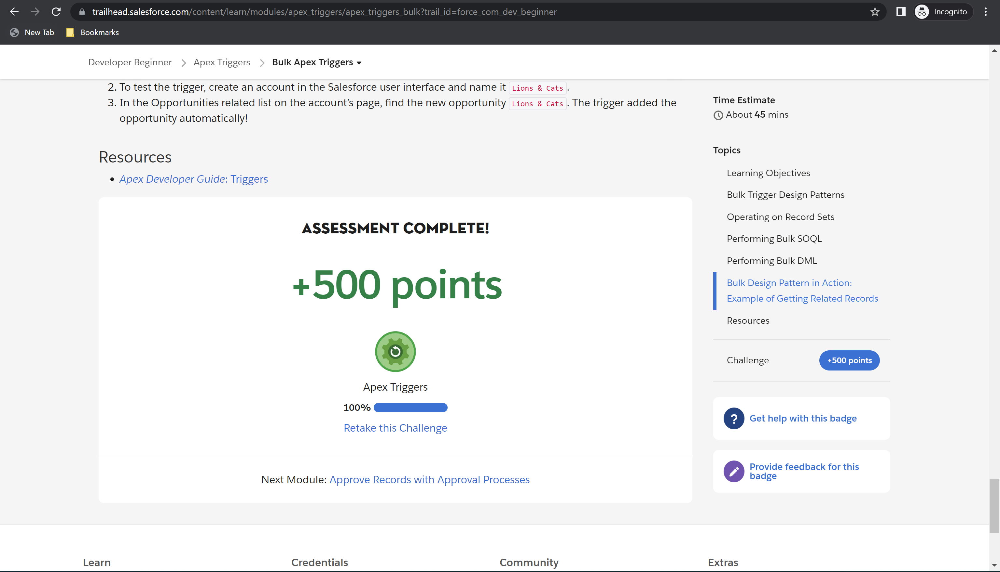 trailhead.salesforce.com/content/learn/modules/apex_triggers/apex_triggers_bulk?trail_id=force_com_dev_beginner
Incognito
New Tab
Bookmarks
Developer Beginner
Apex Triggers
Bulk Apex Triggers
2. To test the trigger, create an account in the Salesforce user interface and name it Lions & Cats.
3. In the Opportunities related list on the account’s page, find the new opportunity Lions & Cats. The trigger added the
opportunity automatically!
Resources
• Apex Developer Guide: Triggers
ASSESSMENT COMPLETE!
+500 points
Apex Triggers
100%
Retake this Challenge
Next Module: Approve Records with Approval Processes
Time Estimate
About 45 mins
Topics
Learning Objectives
Bulk Trigger Design Patterns
Operating on Record Sets
Performing Bulk SOQL
Performing Bulk DML
Bulk Design Pattern in Action:
Example of Getting Related Records
Resources
Challenge
+500 points
?
Get help with this badge
Provide feedback for this
badge
Learn
Credentials
Community
Extras